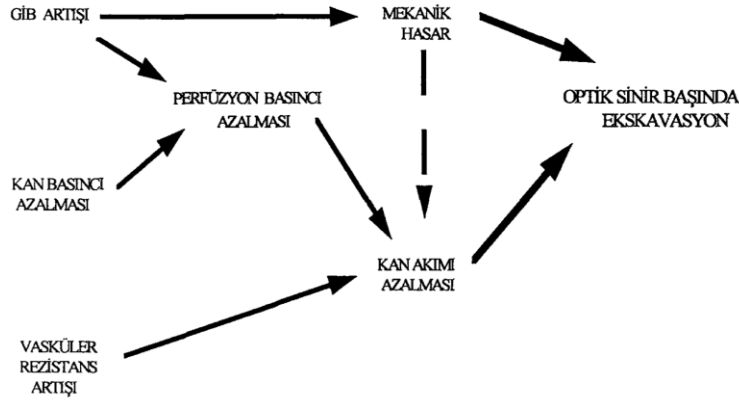 GİB ARTIŞI
MEKANİK
HASAR
PERFÜZYON BASINCI
AZALMASI
OPTİK SİNİR BAŞINDA
EKSKAVASYON
KAN BASINCI
AZALMASI
KAN AKIMI
AZALMASI
VASKÜLER
REZİSTANS
ARTIŞI